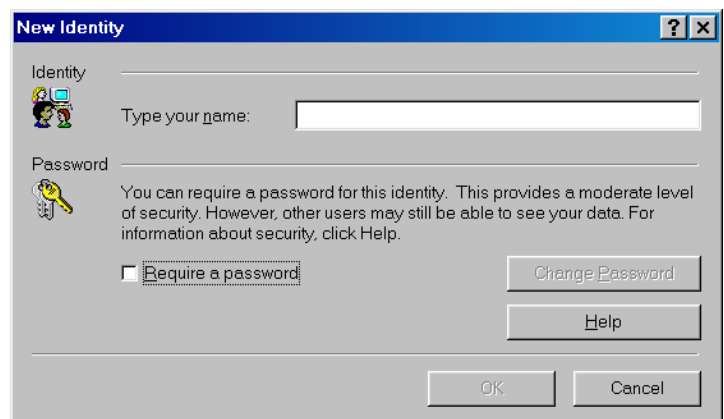 New Identity
Identity
Type your name:
Password
You can require a password for this identity. This provides a moderate level
of security. However, other users may still be able to see your data. For
information about security, click Help.
Require a password
Change Password
Help
OK
Cancel